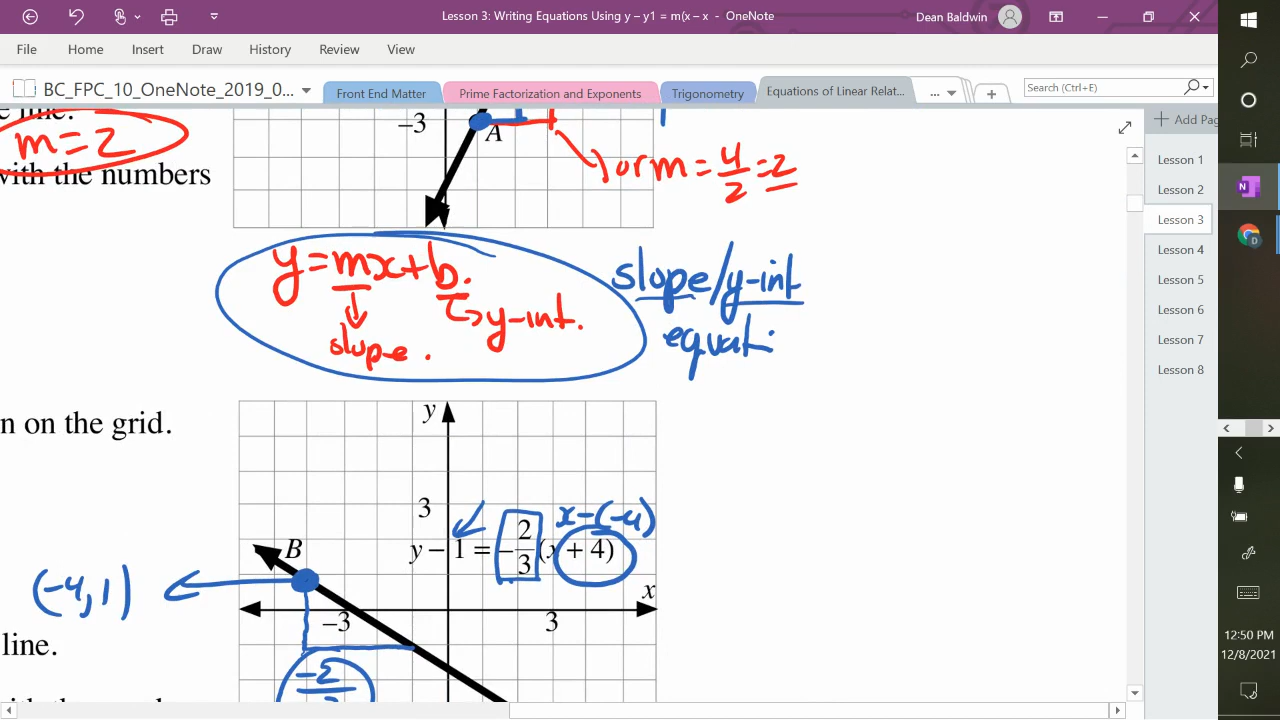 Lesson 3: Writing Equations Using y – y1 = m(x – x - OneNote
Dean Baldwin
File Home Insert Draw History Review View
BC_FPC_10_OneNote_2019_0...
Front End Matter
Prime Factorization and Exponents
Trigonometry
Equations of Linear Relat...
...
Search (Ctrl+E)
Add Pag
Lesson 1
Lesson 2
Lesson 3
Lesson 4
Lesson 5
Lesson 6
Lesson 7
Lesson 8
e line.
m = 2
with the numbers
–3
A
or m = 4/2 = 2
y = mx + b.
slope.
y-int.
slope/y-int
equati
n on the grid.
y
3
B
x–(–4)
y – 1 = –2/3(x + 4)
(–4,1)
x
–3
3
line.
–2
12:50 PM
12/8/2021